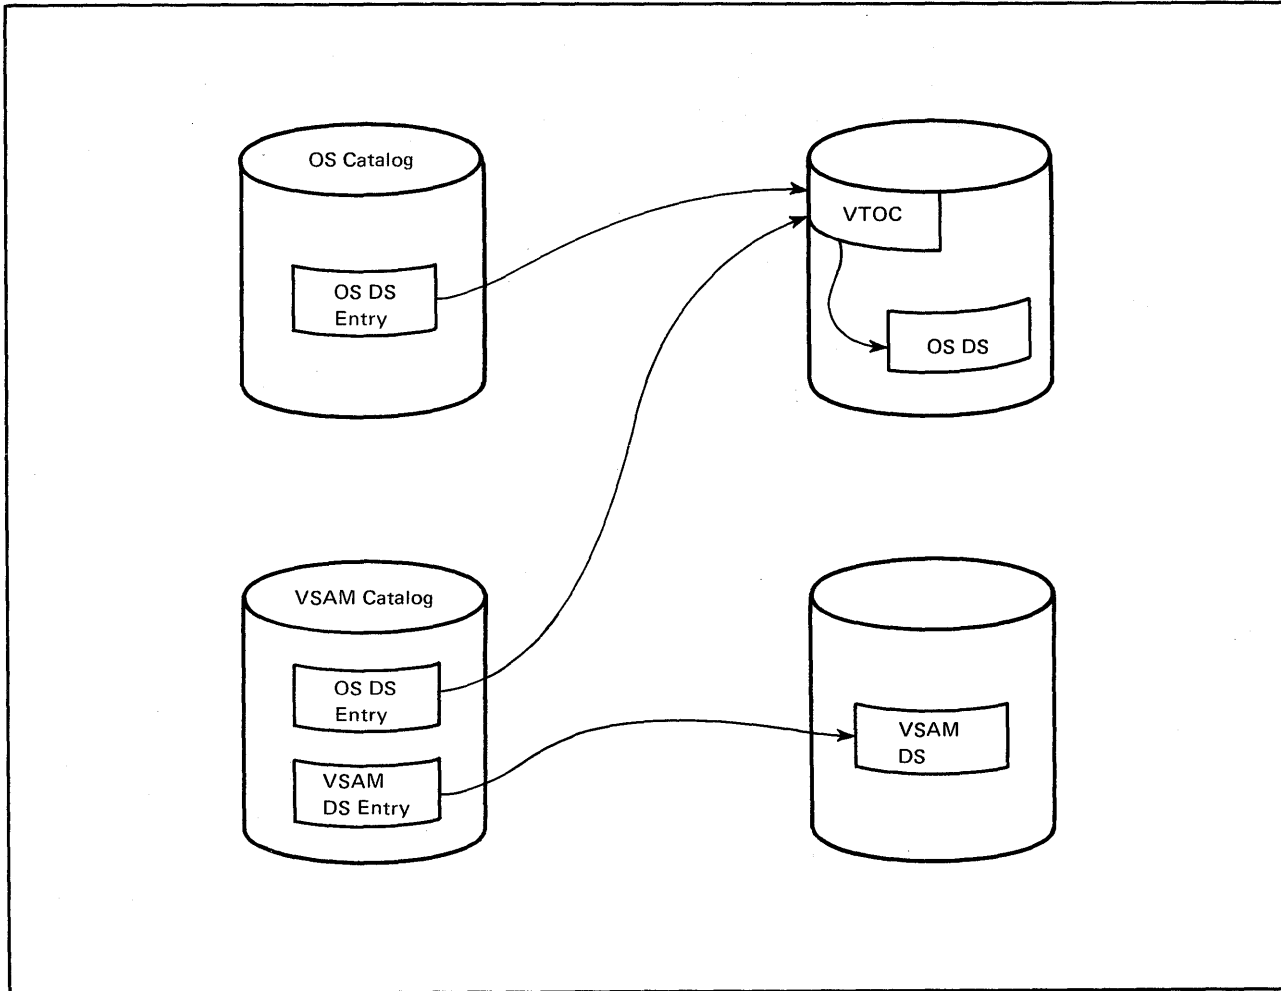 OS Catalog
OS DS
Entry
VTOC
OS DS
VSAM Catalog
OS DS
Entry
VSAM
DS Entry
VSAM
DS